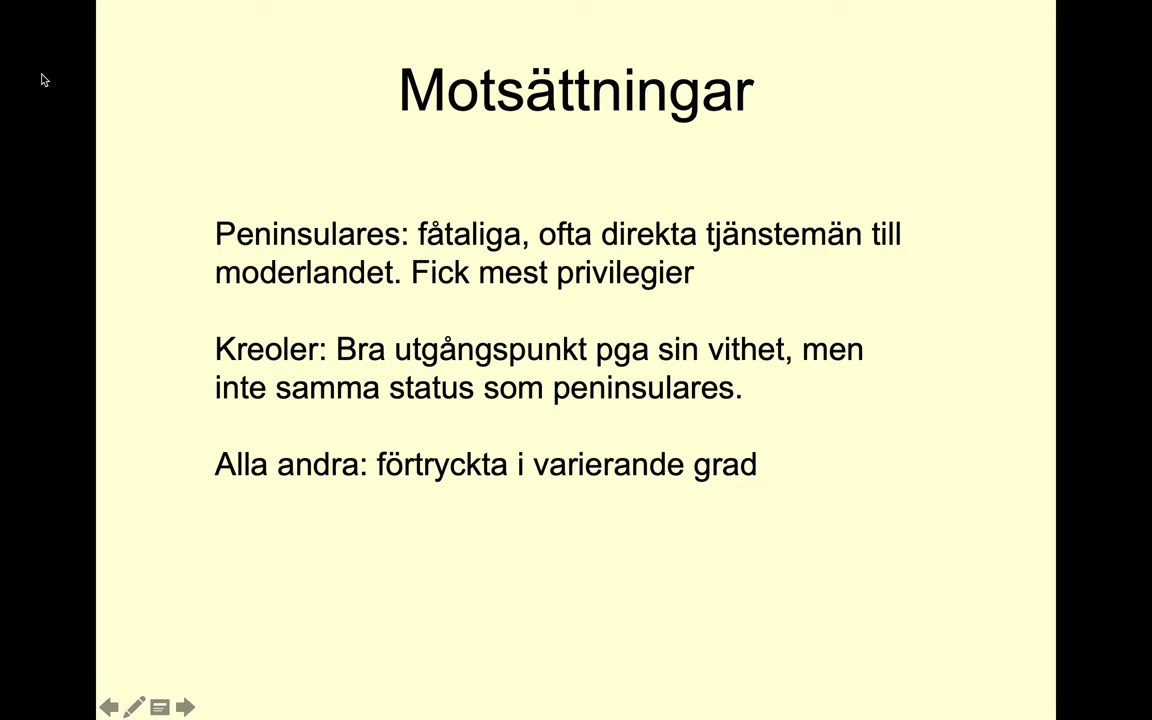 Motsättningar
Peninsulares: fåtaliga, ofta direkta tjänstemän till
moderlandet. Fick mest privilegier
Kreoler: Bra utgångspunkt pga sin vithet, men
inte samma status som peninsulares.
Alla andra: förtryckta i varierande grad